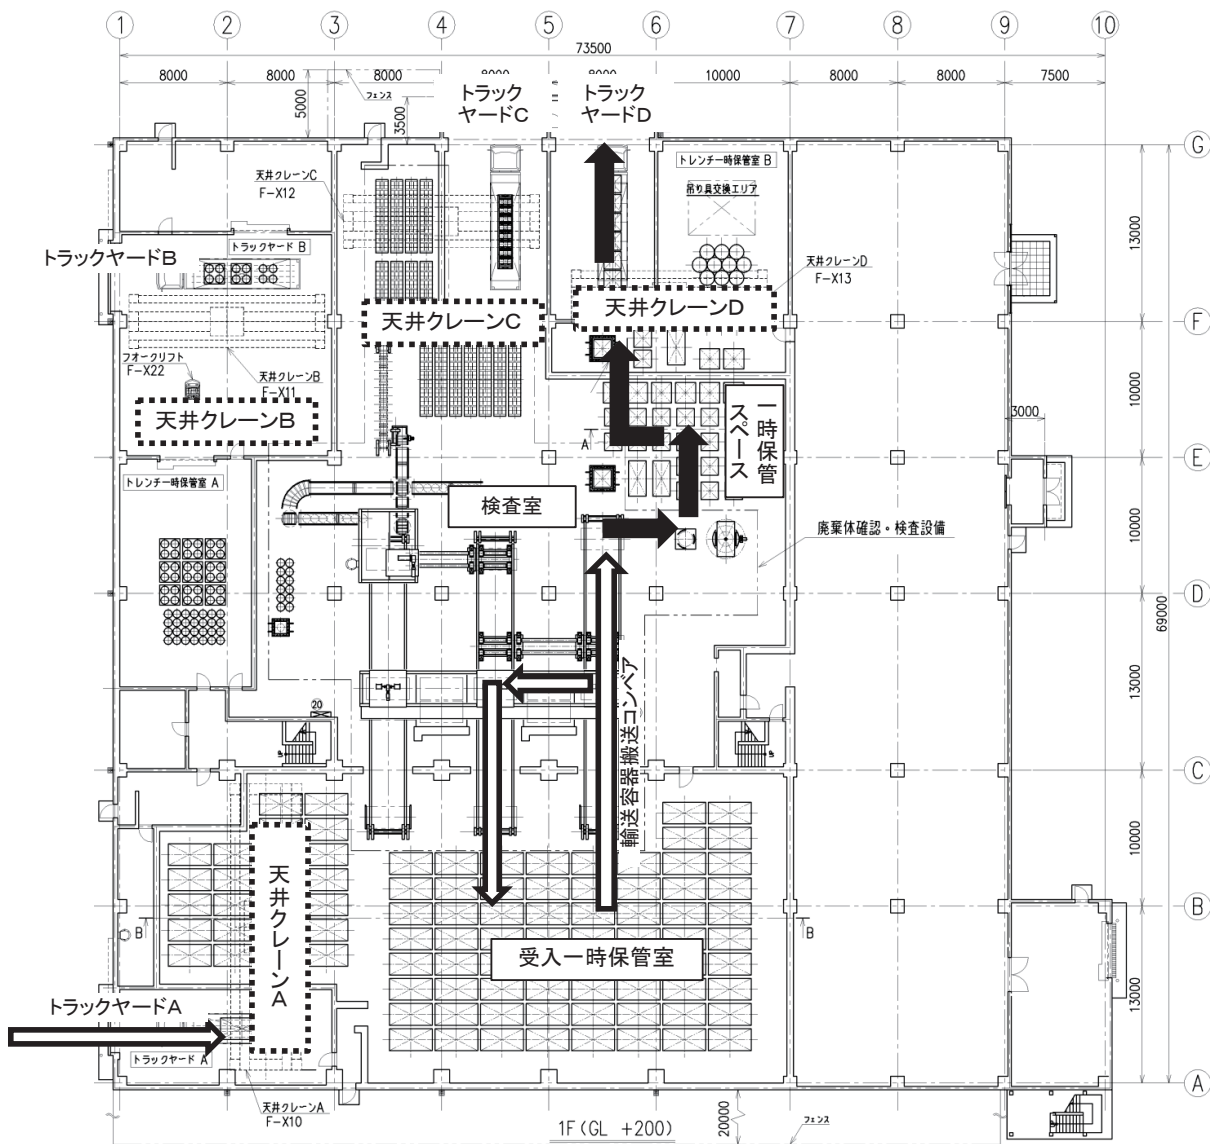 1 2 3 4 5 6 7 8 9 10
73500
8000 8000 8000 8000 8000 10000 8000 8000 7500
5000
フェンス
3500
トラック
ヤードC
トラック
ヤードD
G
天井クレーンC
F-X12
トレンチ一時保管室 B
吊り具交換エリア
13000
トラックヤードB
トラックヤード B
天井クレーンD
F-X13
天井クレーンC
天井クレーンD
F
フオークリフト
F-X22
天井クレーンB
F-X11
天井クレーンB
一時保管
スペース
3000
10000
A
E
トレンチ一時保管室 A
検査室
廃棄体確認・検査設備
10000
D
69000
輸送容器搬送コンベア
20
13000
C
天井クレーンA
10000
B
B
B
受入一時保管室
トラックヤードA
トラックヤード A
13000
天井クレーンA
F-X10
A
20000
フェンス
1F(GL +200)